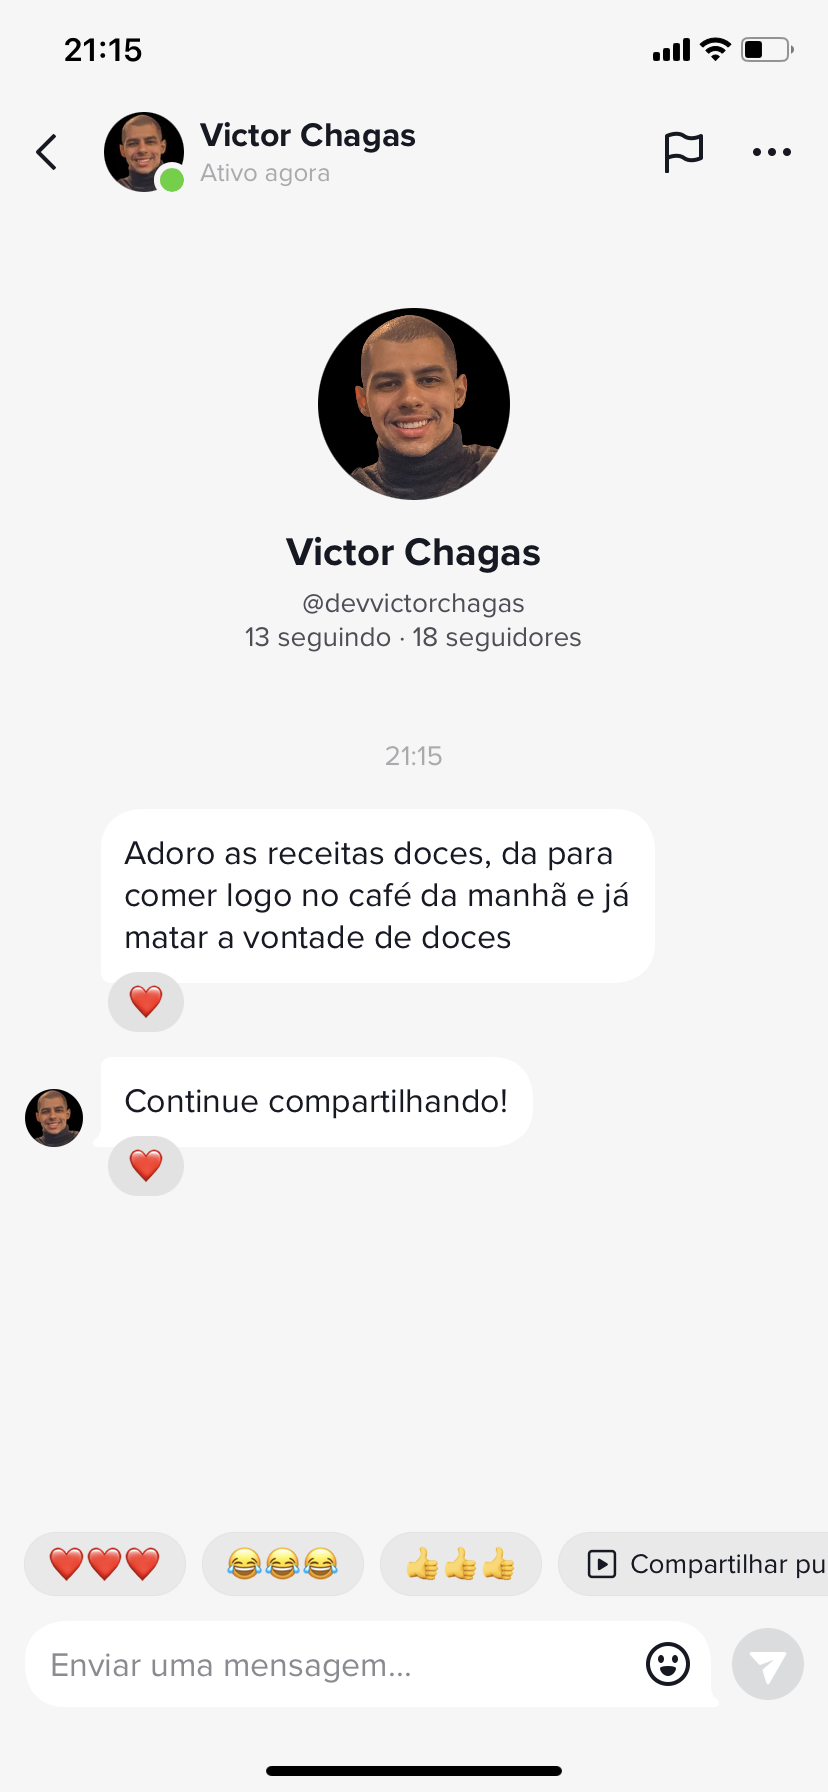 21:15
Victor Chagas
Ativo agora
Victor Chagas
@devvictorchagas
13 seguindo · 18 seguidores
21:15
Adoro as receitas doces, da para
comer logo no café da manhã e já
matar a vontade de doces
❤️
Continue compartilhando!
❤️
❤️❤️❤️ 😂😂😂 👍👍👍 Compartilhar pu
Enviar uma mensagem...